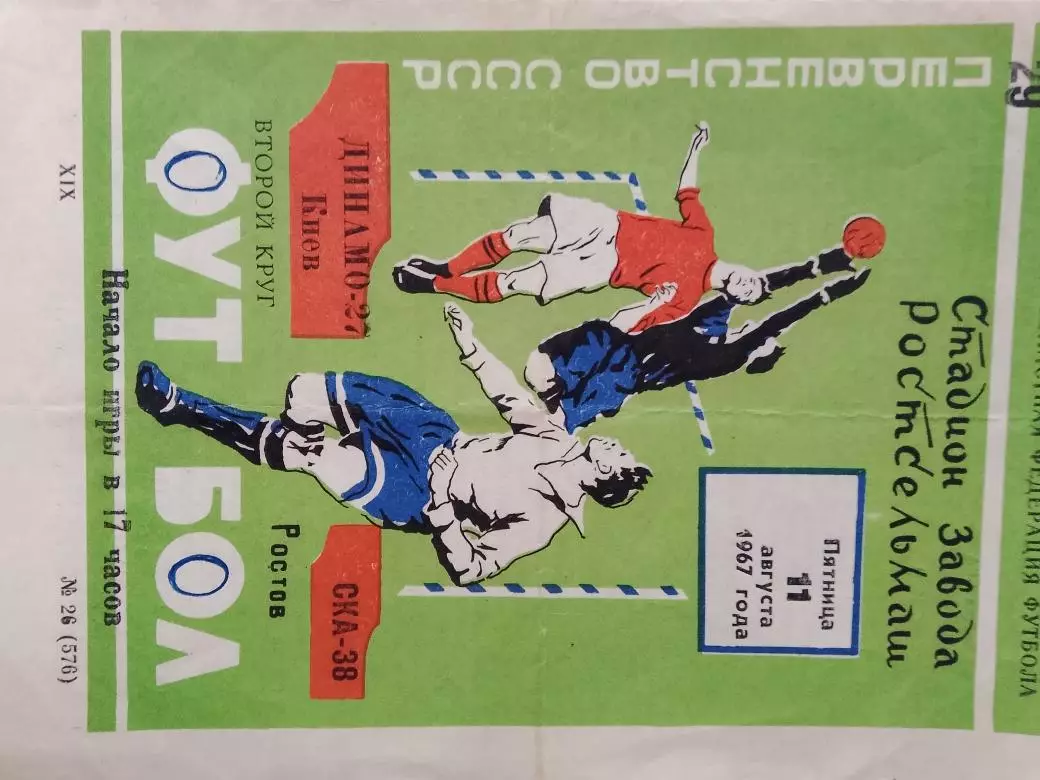 ФЕДЕРАЦИЯ ФУТБОЛА
29
Стадион Завода
Ростсельмаш
ПЕРВЕНСТВО СССР
Пятница
11
августа
1967 года
ДИНАМО-27
Киев
СКА-38
Ростов
ВТОРОЙ КРУГ
ФУТБОЛ
Начало игры в 17 часов
XIX
№ 26 (576)